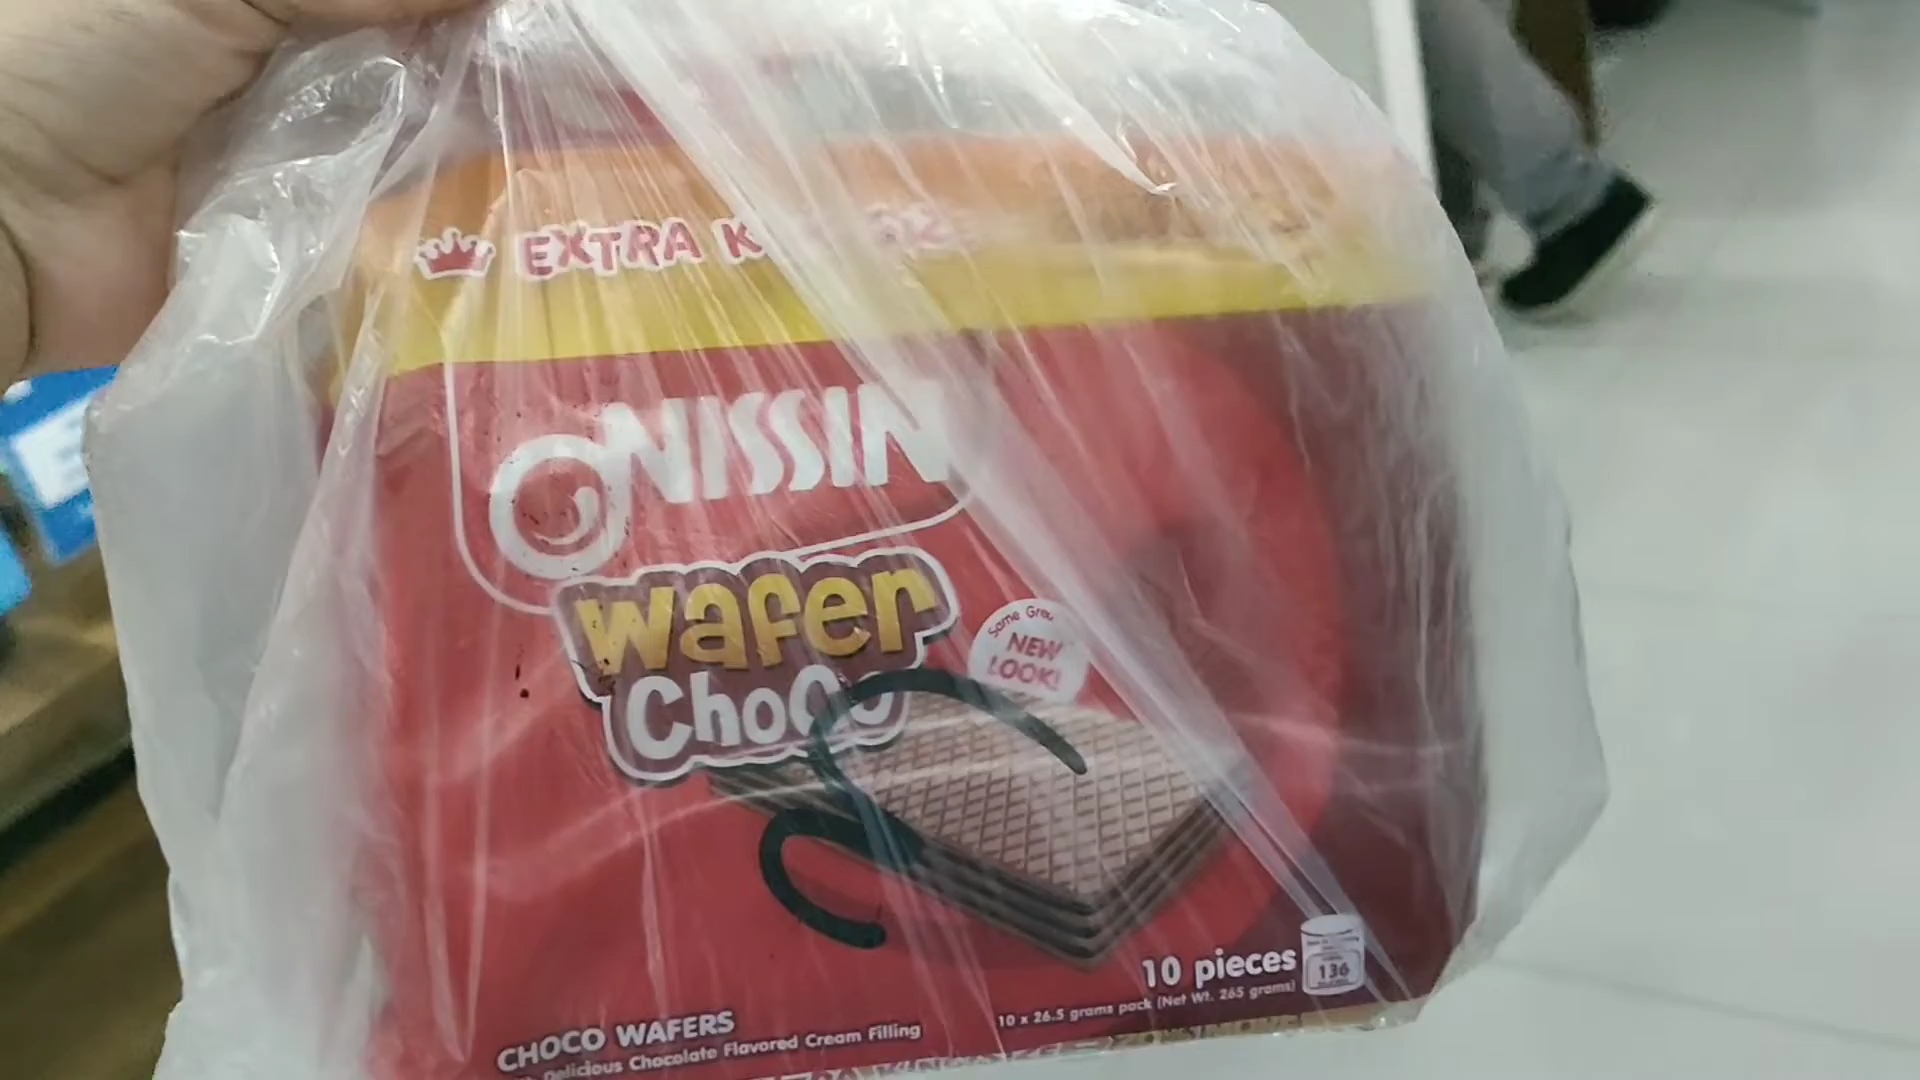 EXTRA
NISSIN
wafer
Choco
Same
NEW
LOOK!
10 pieces
136
10 x 26.5 grams pack (Net Wt. 265 grams)
CHOCO WAFERS
Delicious Chocolate Flavored Cream Filling